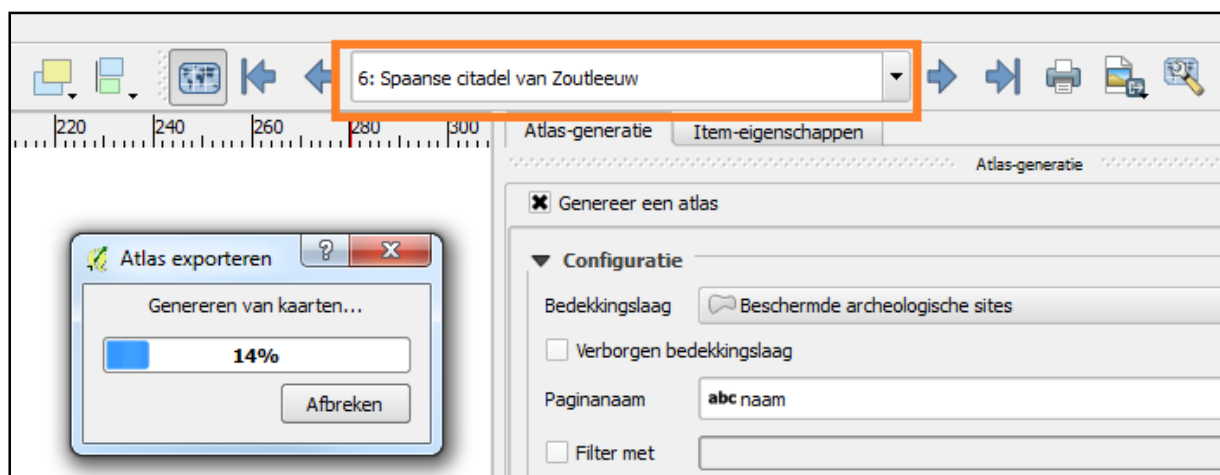 6: Spaanse citadel van Zoutleeuw
220 240 260 280 300
Atlas-generatie Item-eigenschappen
Atlas-generatie
Genereer een atlas
Atlas exporteren
Configuratie
Genereren van kaarten...
Bedekkingslaag Beschermde archeologische sites
14%
Verborgen bedekkingslaag
Afbreken
Paginanaam abc naam
Filter met